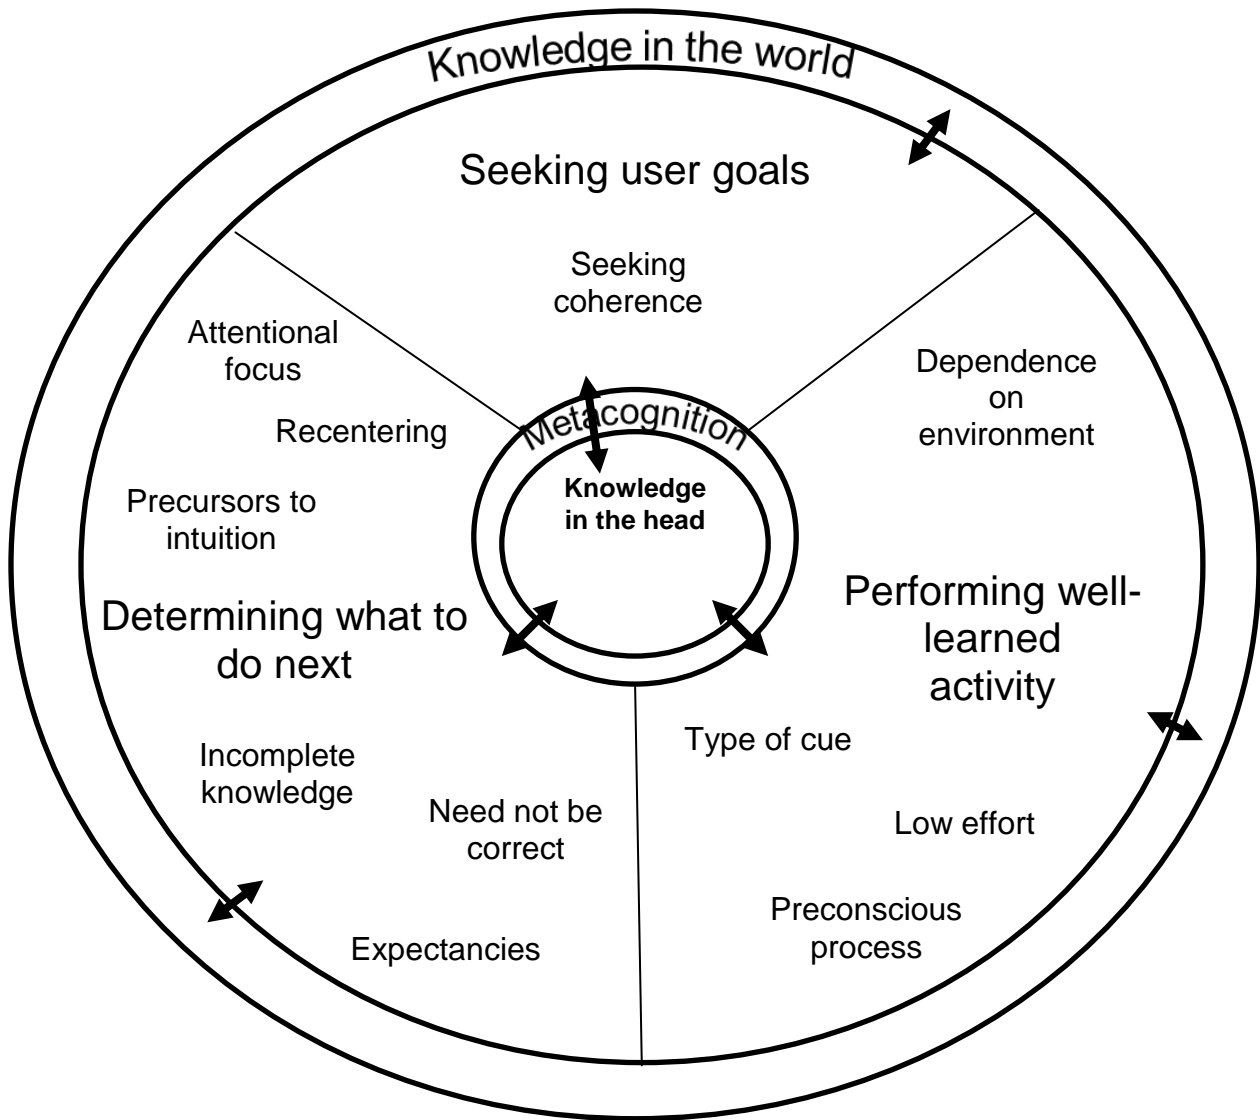 Knowledge in the world
Seeking user goals
Seeking
coherence
Attentional
focus
Recentering
Precursors to
intuition
Determining what to
do next
Incomplete
knowledge
Need not be
correct
Expectancies
Metacognition
Knowledge
in the head
Dependence
on
environment
Performing well-
learned
activity
Type of cue
Low effort
Preconscious
process